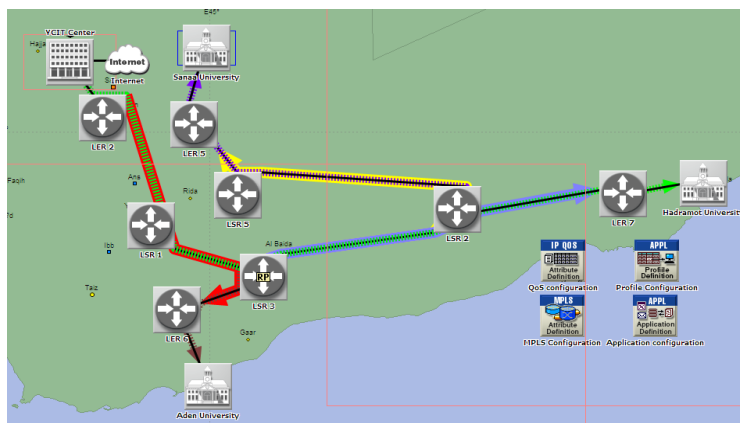 E45°
YCIT Center
Hajja
Internet
Internet
Sanaa University
LER 2
LER 5
Ana
Rida
LSR 5
LSR 2
LER 7
Hadramot University
LSR 1
Ibb
Al Baida
RP
LSR 3
Taiz
LER 6
Gaar
Aden University
IP QOS
Attribute
Definition
QoS configuration
APPL
Profile
Definition
Profile Configuration
MPLS
Attribute
Definition
MPLS Configuration
APPL
Application
Definition
Application configuration